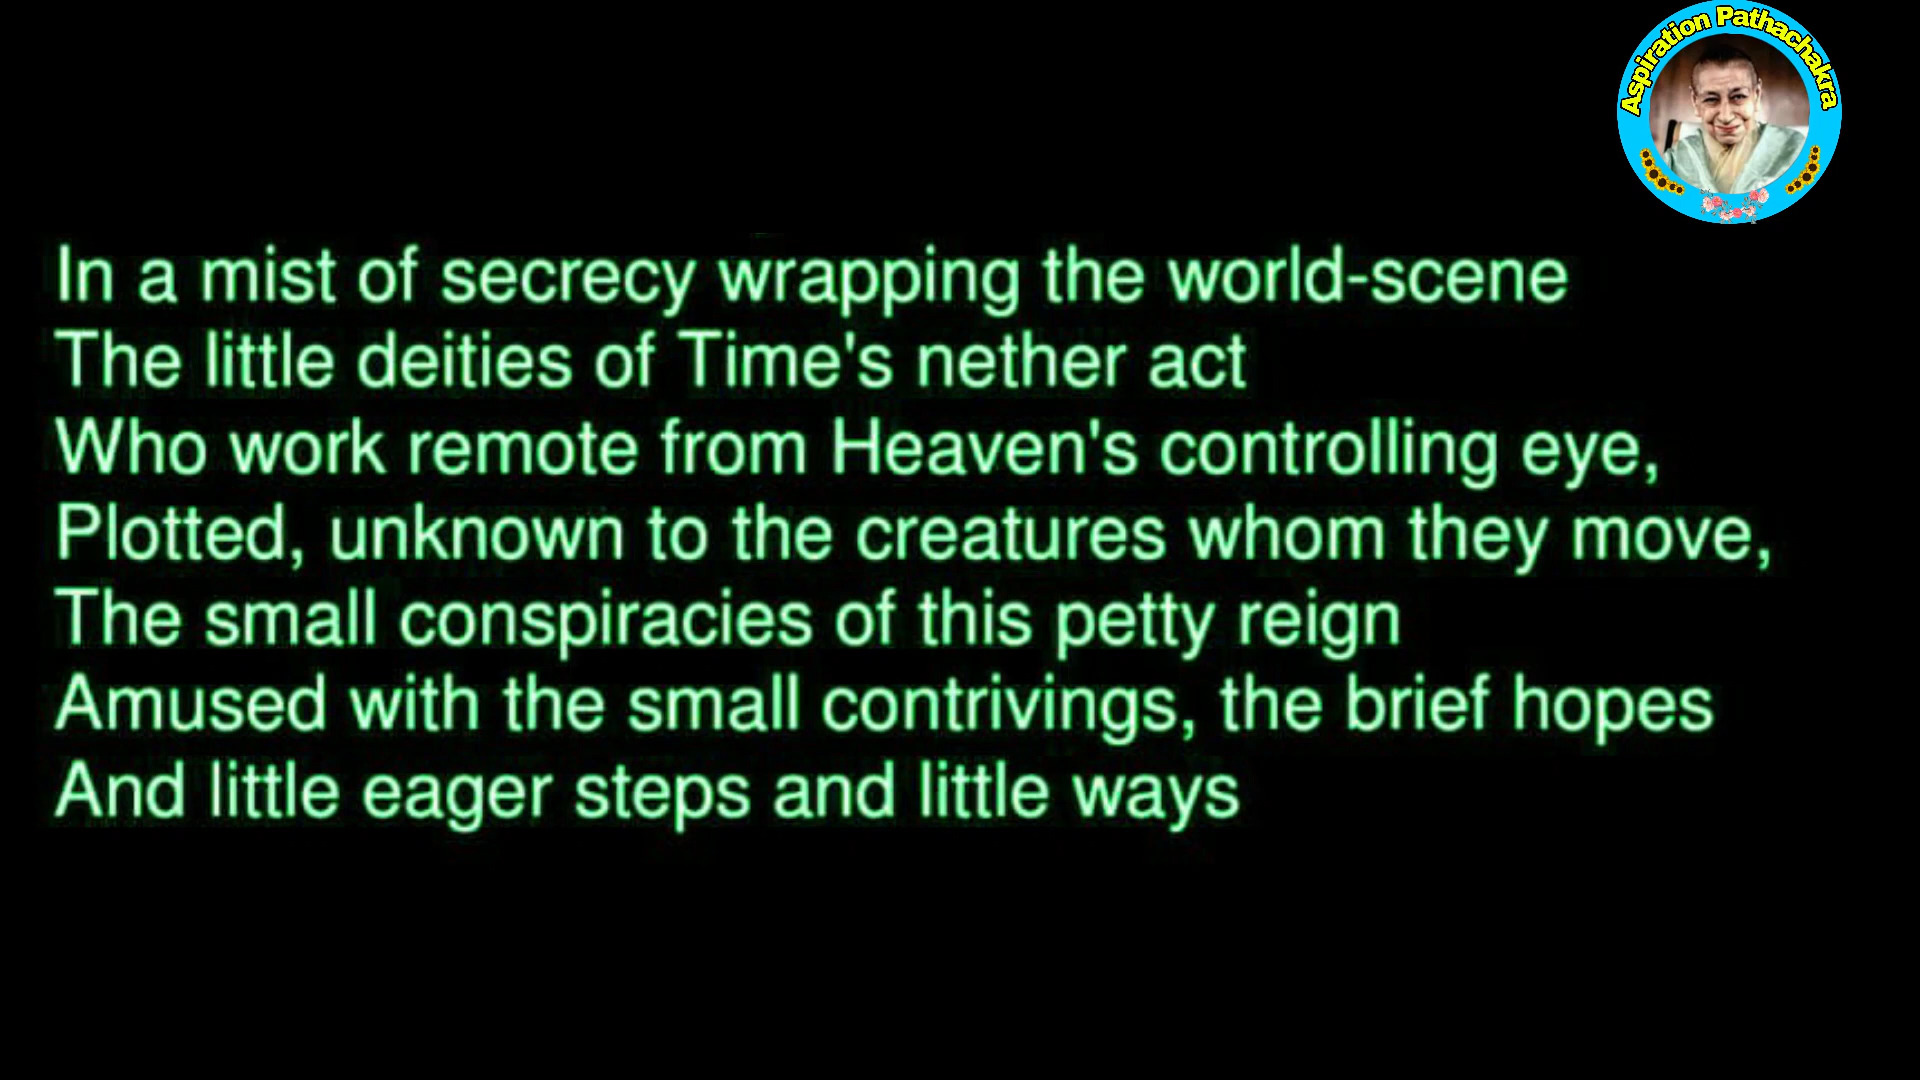 Aspiration Pathachakra
In a mist of secrecy wrapping the world-scene
The little deities of Time's nether act
Who work remote from Heaven's controlling eye,
Plotted, unknown to the creatures whom they move,
The small conspiracies of this petty reign
Amused with the small contrivings, the brief hopes
And little eager steps and little ways